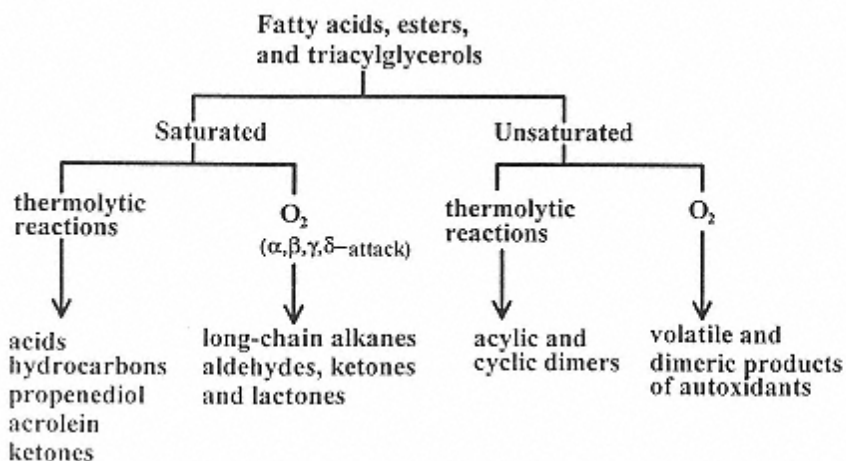 Fatty acids, esters,
and triacylglycerols
Saturated
Unsaturated
thermolytic
reactions
O₂
(α,β,γ,δ–attack)
thermolytic
reactions
O₂
acids
hydrocarbons
propenediol
acrolein
ketones
long-chain alkanes
aldehydes, ketones
and lactones
acylic and
cyclic dimers
volatile and
dimeric products
of autoxidants